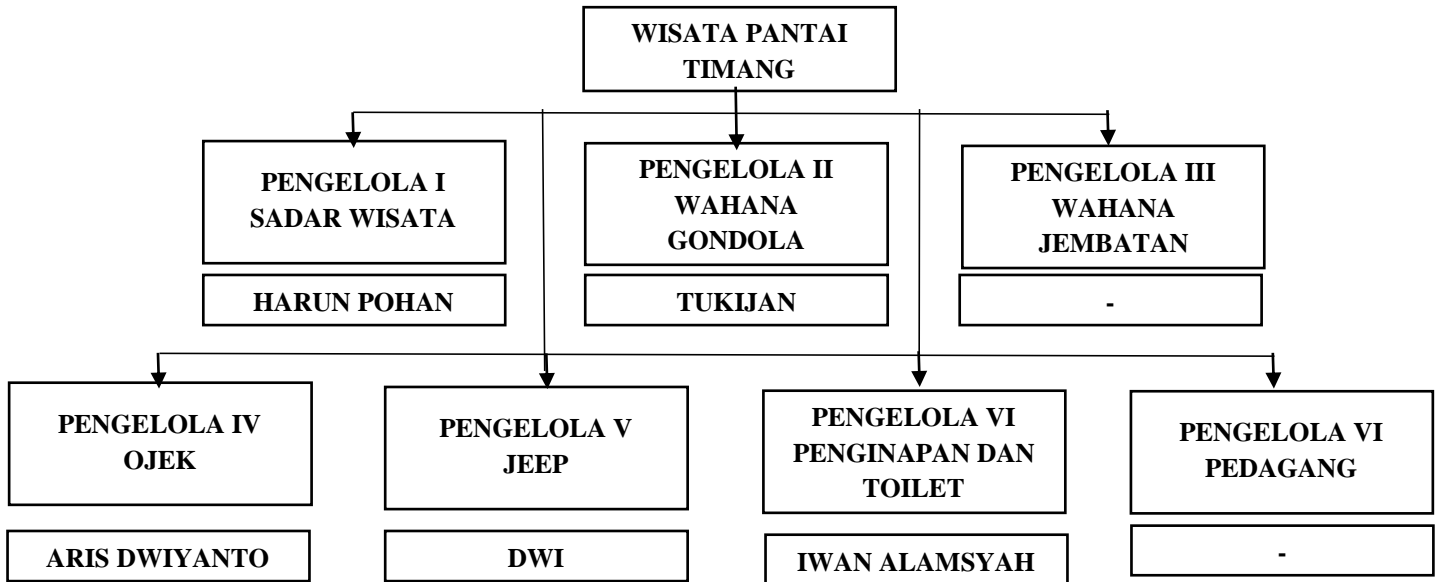 WISATA PANTAI
TIMANG
PENGELOLA I
SADAR WISATA
PENGELOLA II
WAHANA
GONDOLA
PENGELOLA III
WAHANA
JEMBATAN
HARUN POHAN
TUKIJAN
-
PENGELOLA IV
OJEK
PENGELOLA V
JEEP
PENGELOLA VI
PENGINAPAN DAN
TOILET
PENGELOLA VI
PEDAGANG
ARIS DWIYANTO
DWI
IWAN ALAMSYAH
-